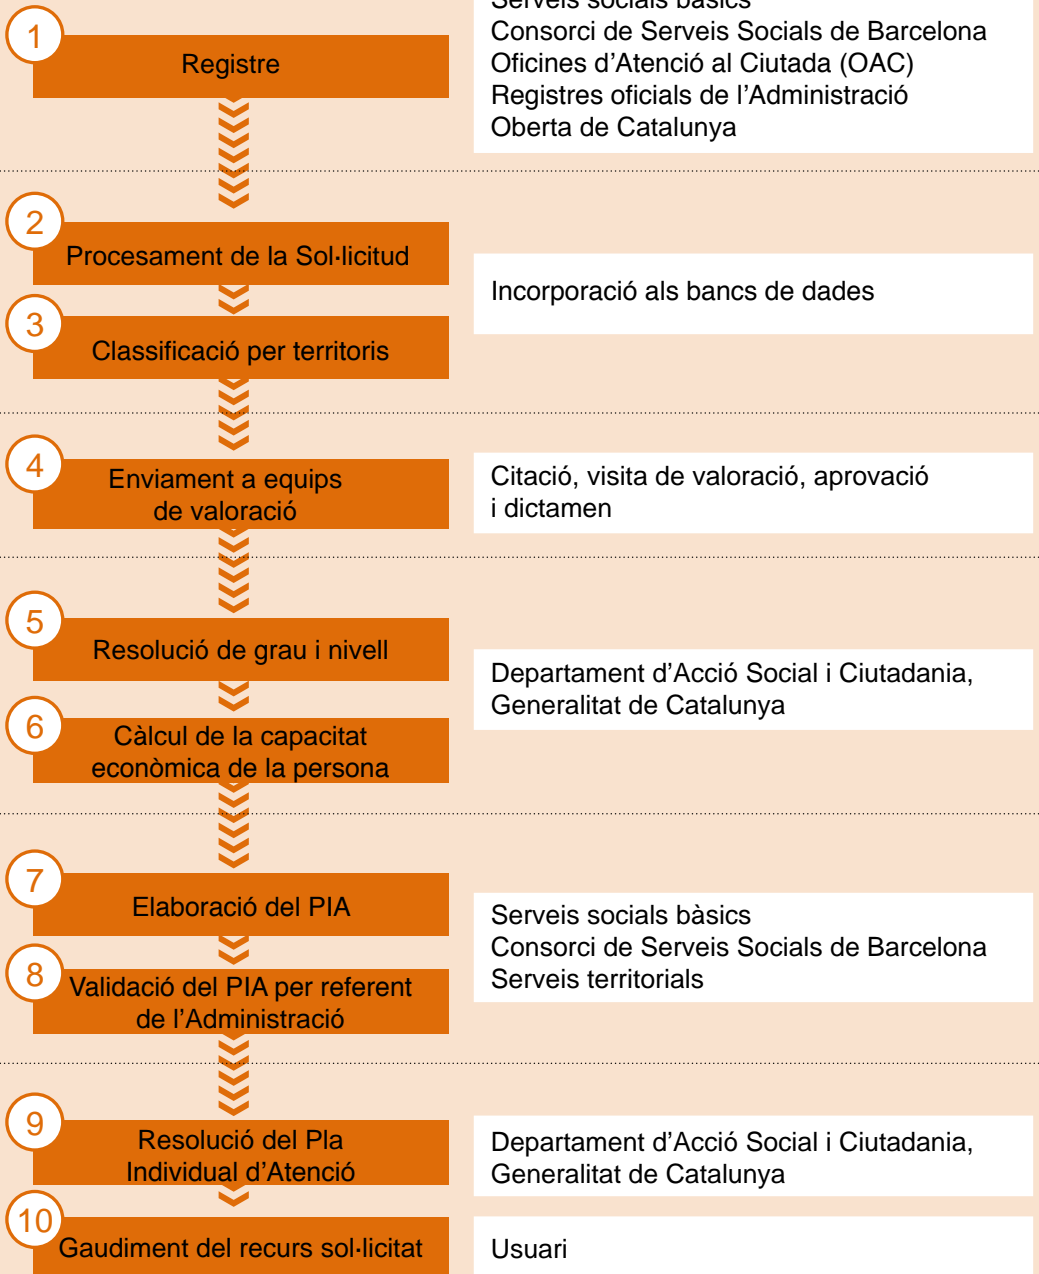 Serveis socials bàsics
1
Registre
Consorci de Serveis Socials de Barcelona
Oficines d'Atenció al Ciutada (OAC)
Registres oficials de l'Administració
Oberta de Catalunya
2
Procesament de la Sol·licitud
3
Classificació per territoris
Incorporació als bancs de dades
4
Enviament a equips
de valoració
Citació, visita de valoració, aprovació
i dictamen
5
Resolució de grau i nivell
6
Càlcul de la capacitat
econòmica de la persona
Departament d'Acció Social i Ciutadania,
Generalitat de Catalunya
7
Elaboració del PIA
8
Validació del PIA per referent
de l'Administració
Serveis socials bàsics
Consorci de Serveis Socials de Barcelona
Serveis territorials
9
Resolució del Pla
Individual d'Atenció
Departament d'Acció Social i Ciutadania,
Generalitat de Catalunya
10
Gaudiment del recurs sol·licitat
Usuari